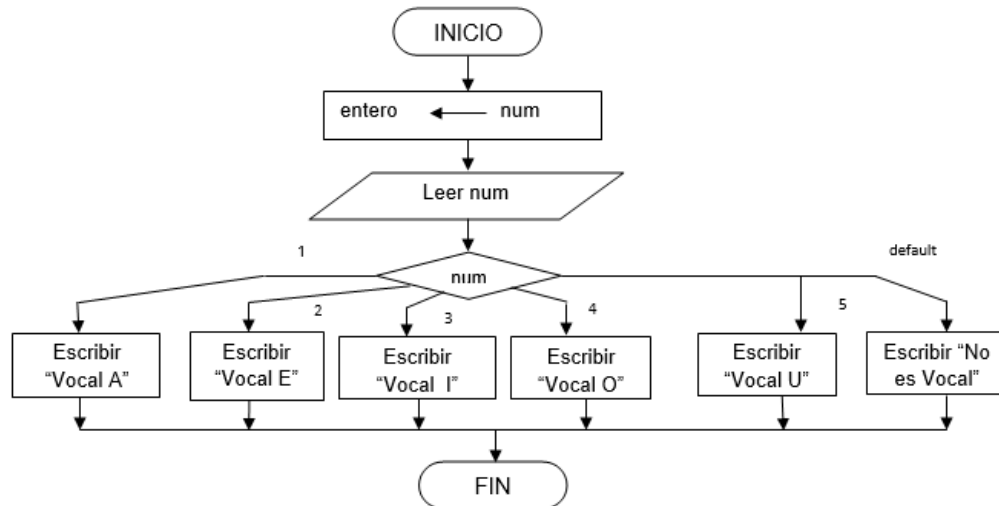 INICIO
entero num
Leer num
1
default
num
2
3
4
5
Escribir
“Vocal A”
Escribir
“Vocal E”
Escribir
“Vocal I”
Escribir
“Vocal O”
Escribir
“Vocal U”
Escribir “No
es Vocal”
FIN